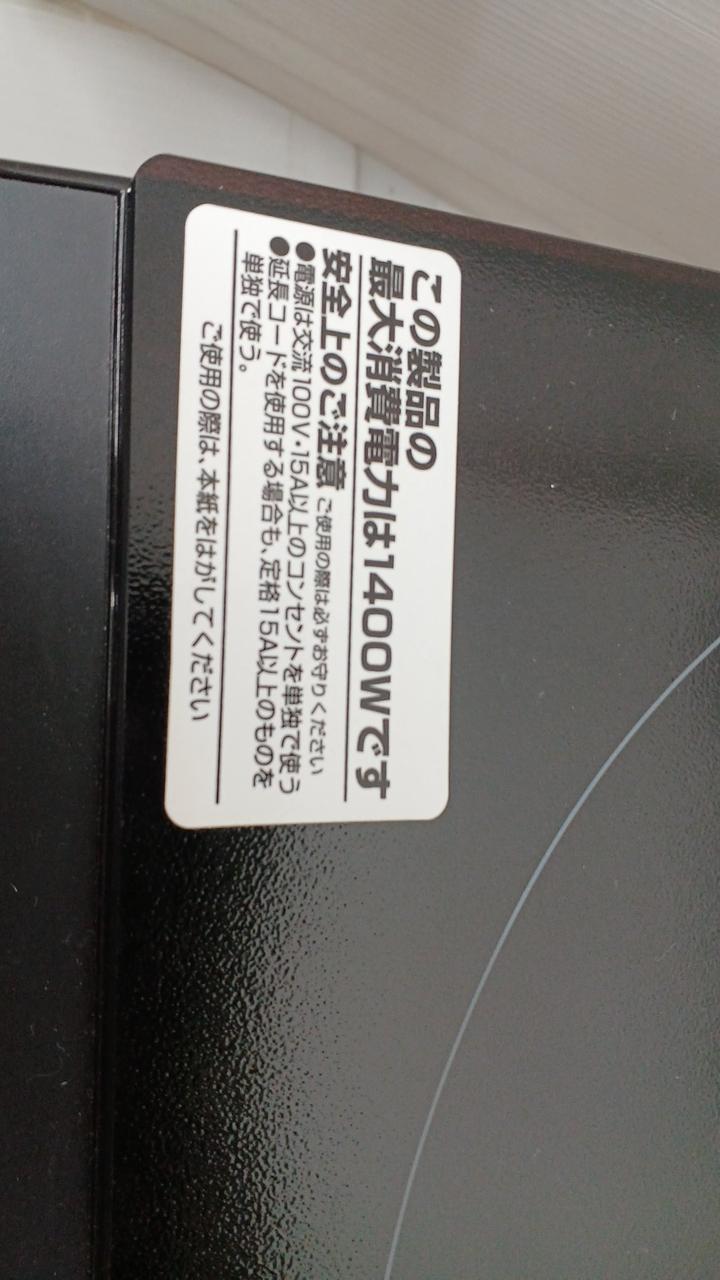 この製品の
最大消費電力は1400Wです
安全上のご注意 ご使用の際は必ずお守りください
●電源は交流100V・15A以上のコンセントを単独で使う
●延長コードを使用する場合も、定格15A以上のものを
単独で使う。
ご使用の際は、本紙をはがしてください